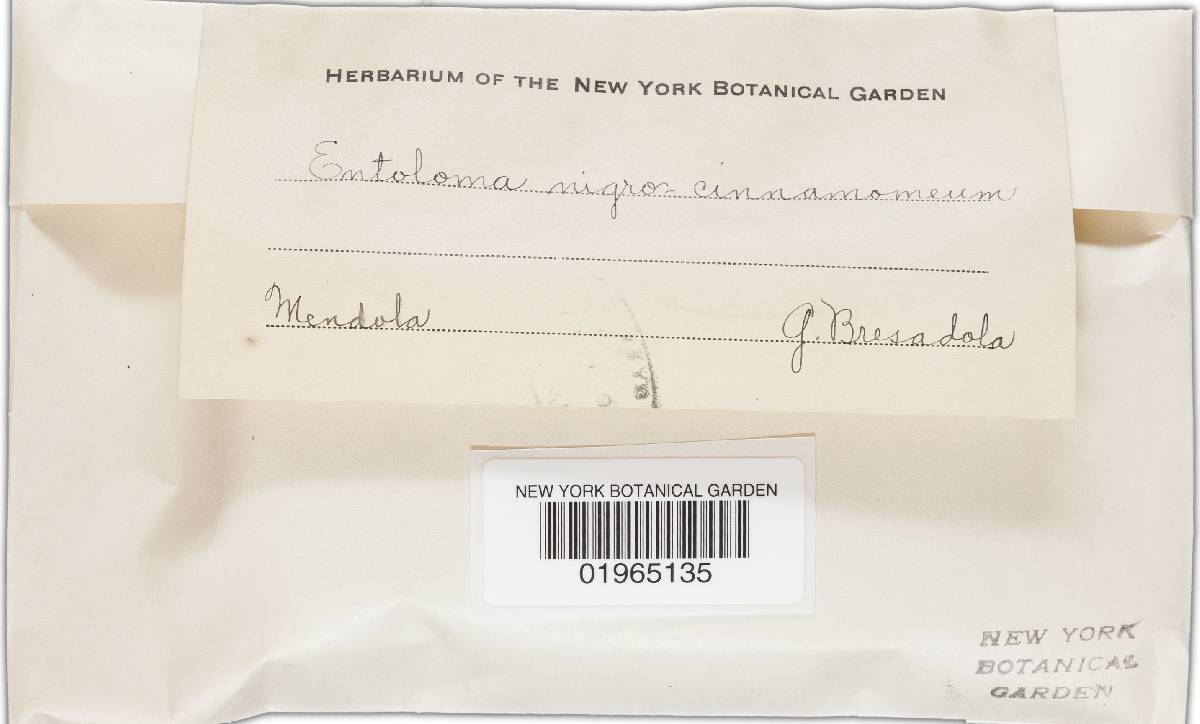 HERBARIUM OF THE NEW YORK BOTANICAL GARDEN
Entoloma nigro-cinnamomeum
Mendola G. Bresadola
NEW YORK BOTANICAL GARDEN
01965135
NEW YORK
BOTANICAL
GARDEN